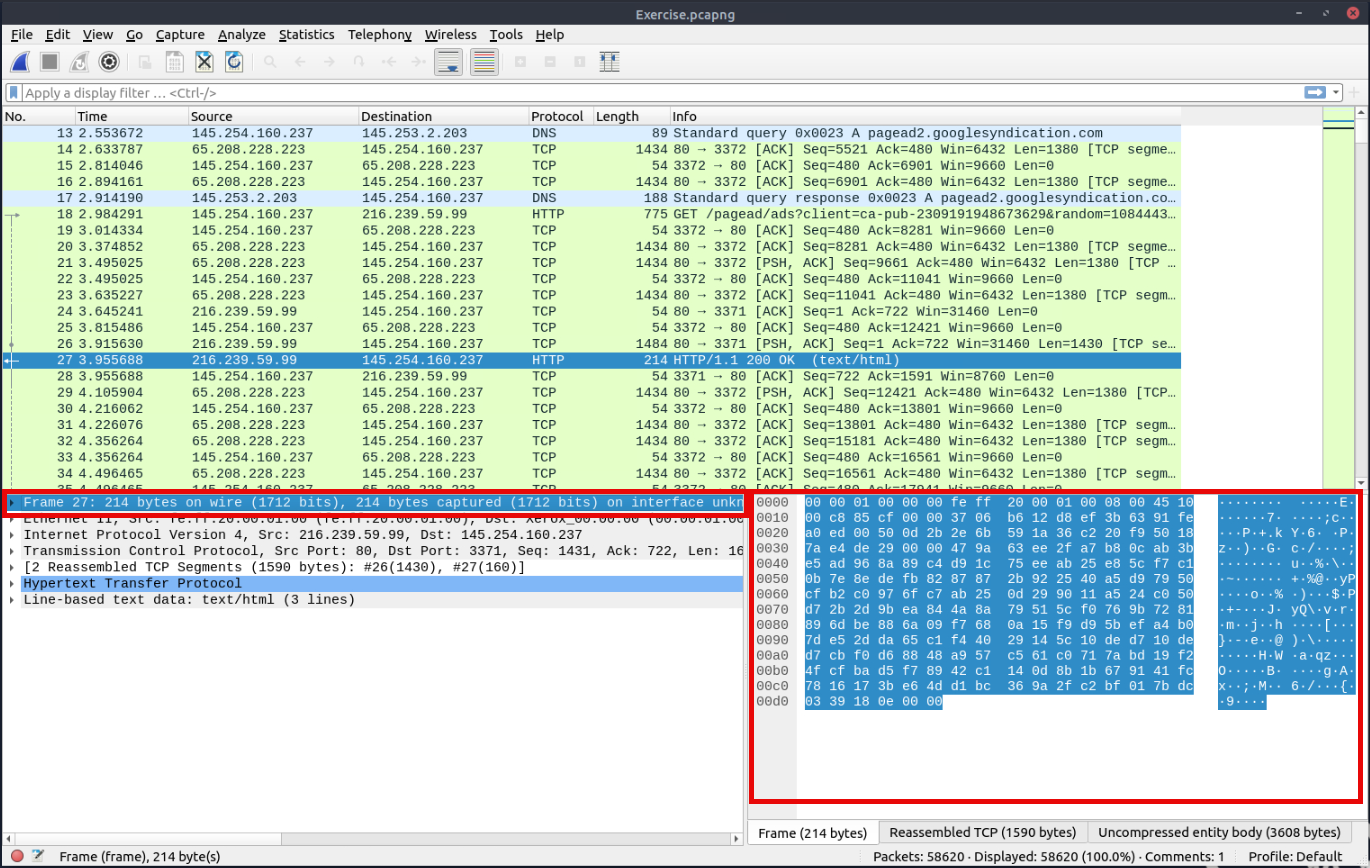 Exercise.pcapng
File Edit View Go Capture Analyze Statistics Telephony Wireless Tools Help
Apply a display filter … <Ctrl-/>
No. Time Source Destination Protocol Length Info
13 2.553672 145.254.160.237 145.253.2.203 DNS 89 Standard query 0x0023 A pagead2.googlesyndication.com
14 2.633787 65.208.228.223 145.254.160.237 TCP 1434 80 → 3372 [ACK] Seq=5521 Ack=480 Win=6432 Len=1380 [TCP segme…
15 2.814046 145.254.160.237 65.208.228.223 TCP 54 3372 → 80 [ACK] Seq=480 Ack=6901 Win=9660 Len=0
16 2.894161 65.208.228.223 145.254.160.237 TCP 1434 80 → 3372 [ACK] Seq=6901 Ack=480 Win=6432 Len=1380 [TCP segme…
17 2.914190 145.253.2.203 145.254.160.237 DNS 188 Standard query response 0x0023 A pagead2.googlesyndication.co…
18 2.984291 145.254.160.237 216.239.59.99 HTTP 775 GET /pagead/ads?client=ca-pub-2309191948673629&random=1084443…
19 3.014334 145.254.160.237 65.208.228.223 TCP 54 3372 → 80 [ACK] Seq=480 Ack=8281 Win=9660 Len=0
20 3.374852 65.208.228.223 145.254.160.237 TCP 1434 80 → 3372 [ACK] Seq=8281 Ack=480 Win=6432 Len=1380 [TCP segme…
21 3.495025 65.208.228.223 145.254.160.237 TCP 1434 80 → 3372 [PSH, ACK] Seq=9661 Ack=480 Win=6432 Len=1380 [TCP …
22 3.495025 145.254.160.237 65.208.228.223 TCP 54 3372 → 80 [ACK] Seq=480 Ack=11041 Win=9660 Len=0
23 3.635227 65.208.228.223 145.254.160.237 TCP 1434 80 → 3372 [ACK] Seq=11041 Ack=480 Win=6432 Len=1380 [TCP segm…
24 3.645241 216.239.59.99 145.254.160.237 TCP 54 80 → 3371 [ACK] Seq=1 Ack=722 Win=31460 Len=0
25 3.815486 145.254.160.237 65.208.228.223 TCP 54 3372 → 80 [ACK] Seq=480 Ack=12421 Win=9660 Len=0
26 3.915630 216.239.59.99 145.254.160.237 TCP 1484 80 → 3371 [PSH, ACK] Seq=1 Ack=722 Win=31460 Len=1430 [TCP se…
27 3.955688 216.239.59.99 145.254.160.237 HTTP 214 HTTP/1.1 200 OK (text/html)
28 3.955688 145.254.160.237 216.239.59.99 TCP 54 3371 → 80 [ACK] Seq=722 Ack=1591 Win=8760 Len=0
29 4.105904 65.208.228.223 145.254.160.237 TCP 1434 80 → 3372 [PSH, ACK] Seq=12421 Ack=480 Win=6432 Len=1380 [TCP…
30 4.216062 145.254.160.237 65.208.228.223 TCP 54 3372 → 80 [ACK] Seq=480 Ack=13801 Win=9660 Len=0
31 4.226076 65.208.228.223 145.254.160.237 TCP 1434 80 → 3372 [ACK] Seq=13801 Ack=480 Win=6432 Len=1380 [TCP segm…
32 4.356264 65.208.228.223 145.254.160.237 TCP 1434 80 → 3372 [ACK] Seq=15181 Ack=480 Win=6432 Len=1380 [TCP segm…
33 4.356264 145.254.160.237 65.208.228.223 TCP 54 3372 → 80 [ACK] Seq=480 Ack=16561 Win=9660 Len=0
34 4.496465 65.208.228.223 145.254.160.237 TCP 1434 80 → 3372 [ACK] Seq=16561 Ack=480 Win=6432 Len=1380 [TCP segm…
Frame 27: 214 bytes on wire (1712 bits), 214 bytes captured (1712 bits) on interface unkn
Ethernet II, Src: fe:ff:20:00:01:00 (fe:ff:20:00:01:00), Dst: Xerox_00:00:00 (00:00:01:00
Internet Protocol Version 4, Src: 216.239.59.99, Dst: 145.254.160.237
Transmission Control Protocol, Src Port: 80, Dst Port: 3371, Seq: 1431, Ack: 722, Len: 16
[2 Reassembled TCP Segments (1590 bytes): #26(1430), #27(160)]
Hypertext Transfer Protocol
Line-based text data: text/html (3 lines)
0000 00 00 01 00 00 00 fe ff 20 00 01 00 08 00 45 10 ········ ·····E·
0010 00 c8 85 cf 00 00 37 06 b6 12 d8 ef 3b 63 91 fe ······7· ····;c··
0020 a0 ed 00 50 0d 2b 2e 6b 59 1a 36 c2 20 f9 50 18 ···P·+.k Y·6· ·P·
0030 7a e4 de 29 00 00 47 9a 63 ee 2f a7 b8 0c ab 3b z··)··G· c·/····;
0040 e5 ad 96 8a 89 c4 d9 1c 75 ee ab 25 e8 5c f7 c1 ········ u··%·\··
0050 0b 7e 8e de fb 82 87 87 2b 92 25 40 a5 d9 79 50 ·~······ +·%@··yP
0060 cf b2 c0 97 6f c7 ab 25 0d 29 90 11 a5 24 c0 50 ····o··% ·)···$·P
0070 d7 2b 2d 9b ea 84 4a 8a 79 51 5c f0 76 9b 72 81 ·+-···J· yQ\·v·r·
0080 89 6d be 88 6a 09 f7 68 0a 15 f9 d9 5b ef a4 b0 ·m··j··h ····[···
0090 7d e5 2d da 65 c1 f4 40 29 14 5c 10 de d7 10 de }·-·e··@ )·\·····
00a0 d7 cb f0 d6 88 48 a9 57 c5 61 c0 71 7a bd 19 f2 ·····H·W ·a·qz···
00b0 4f cf ba d5 f7 89 42 c1 14 0d 8b 1b 67 91 41 fc O·····B· ····g·A·
00c0 78 16 17 3b e6 4d d1 bc 36 9a 2f c2 bf 01 7b dc x··;·M·· 6·/···{·
00d0 03 39 18 0e 00 00 ·9····
Frame (214 bytes) Reassembled TCP (1590 bytes) Uncompressed entity body (3608 bytes)
Frame (frame), 214 byte(s) Packets: 58620 · Displayed: 58620 (100.0%) · Comments: 1 Profile: Default